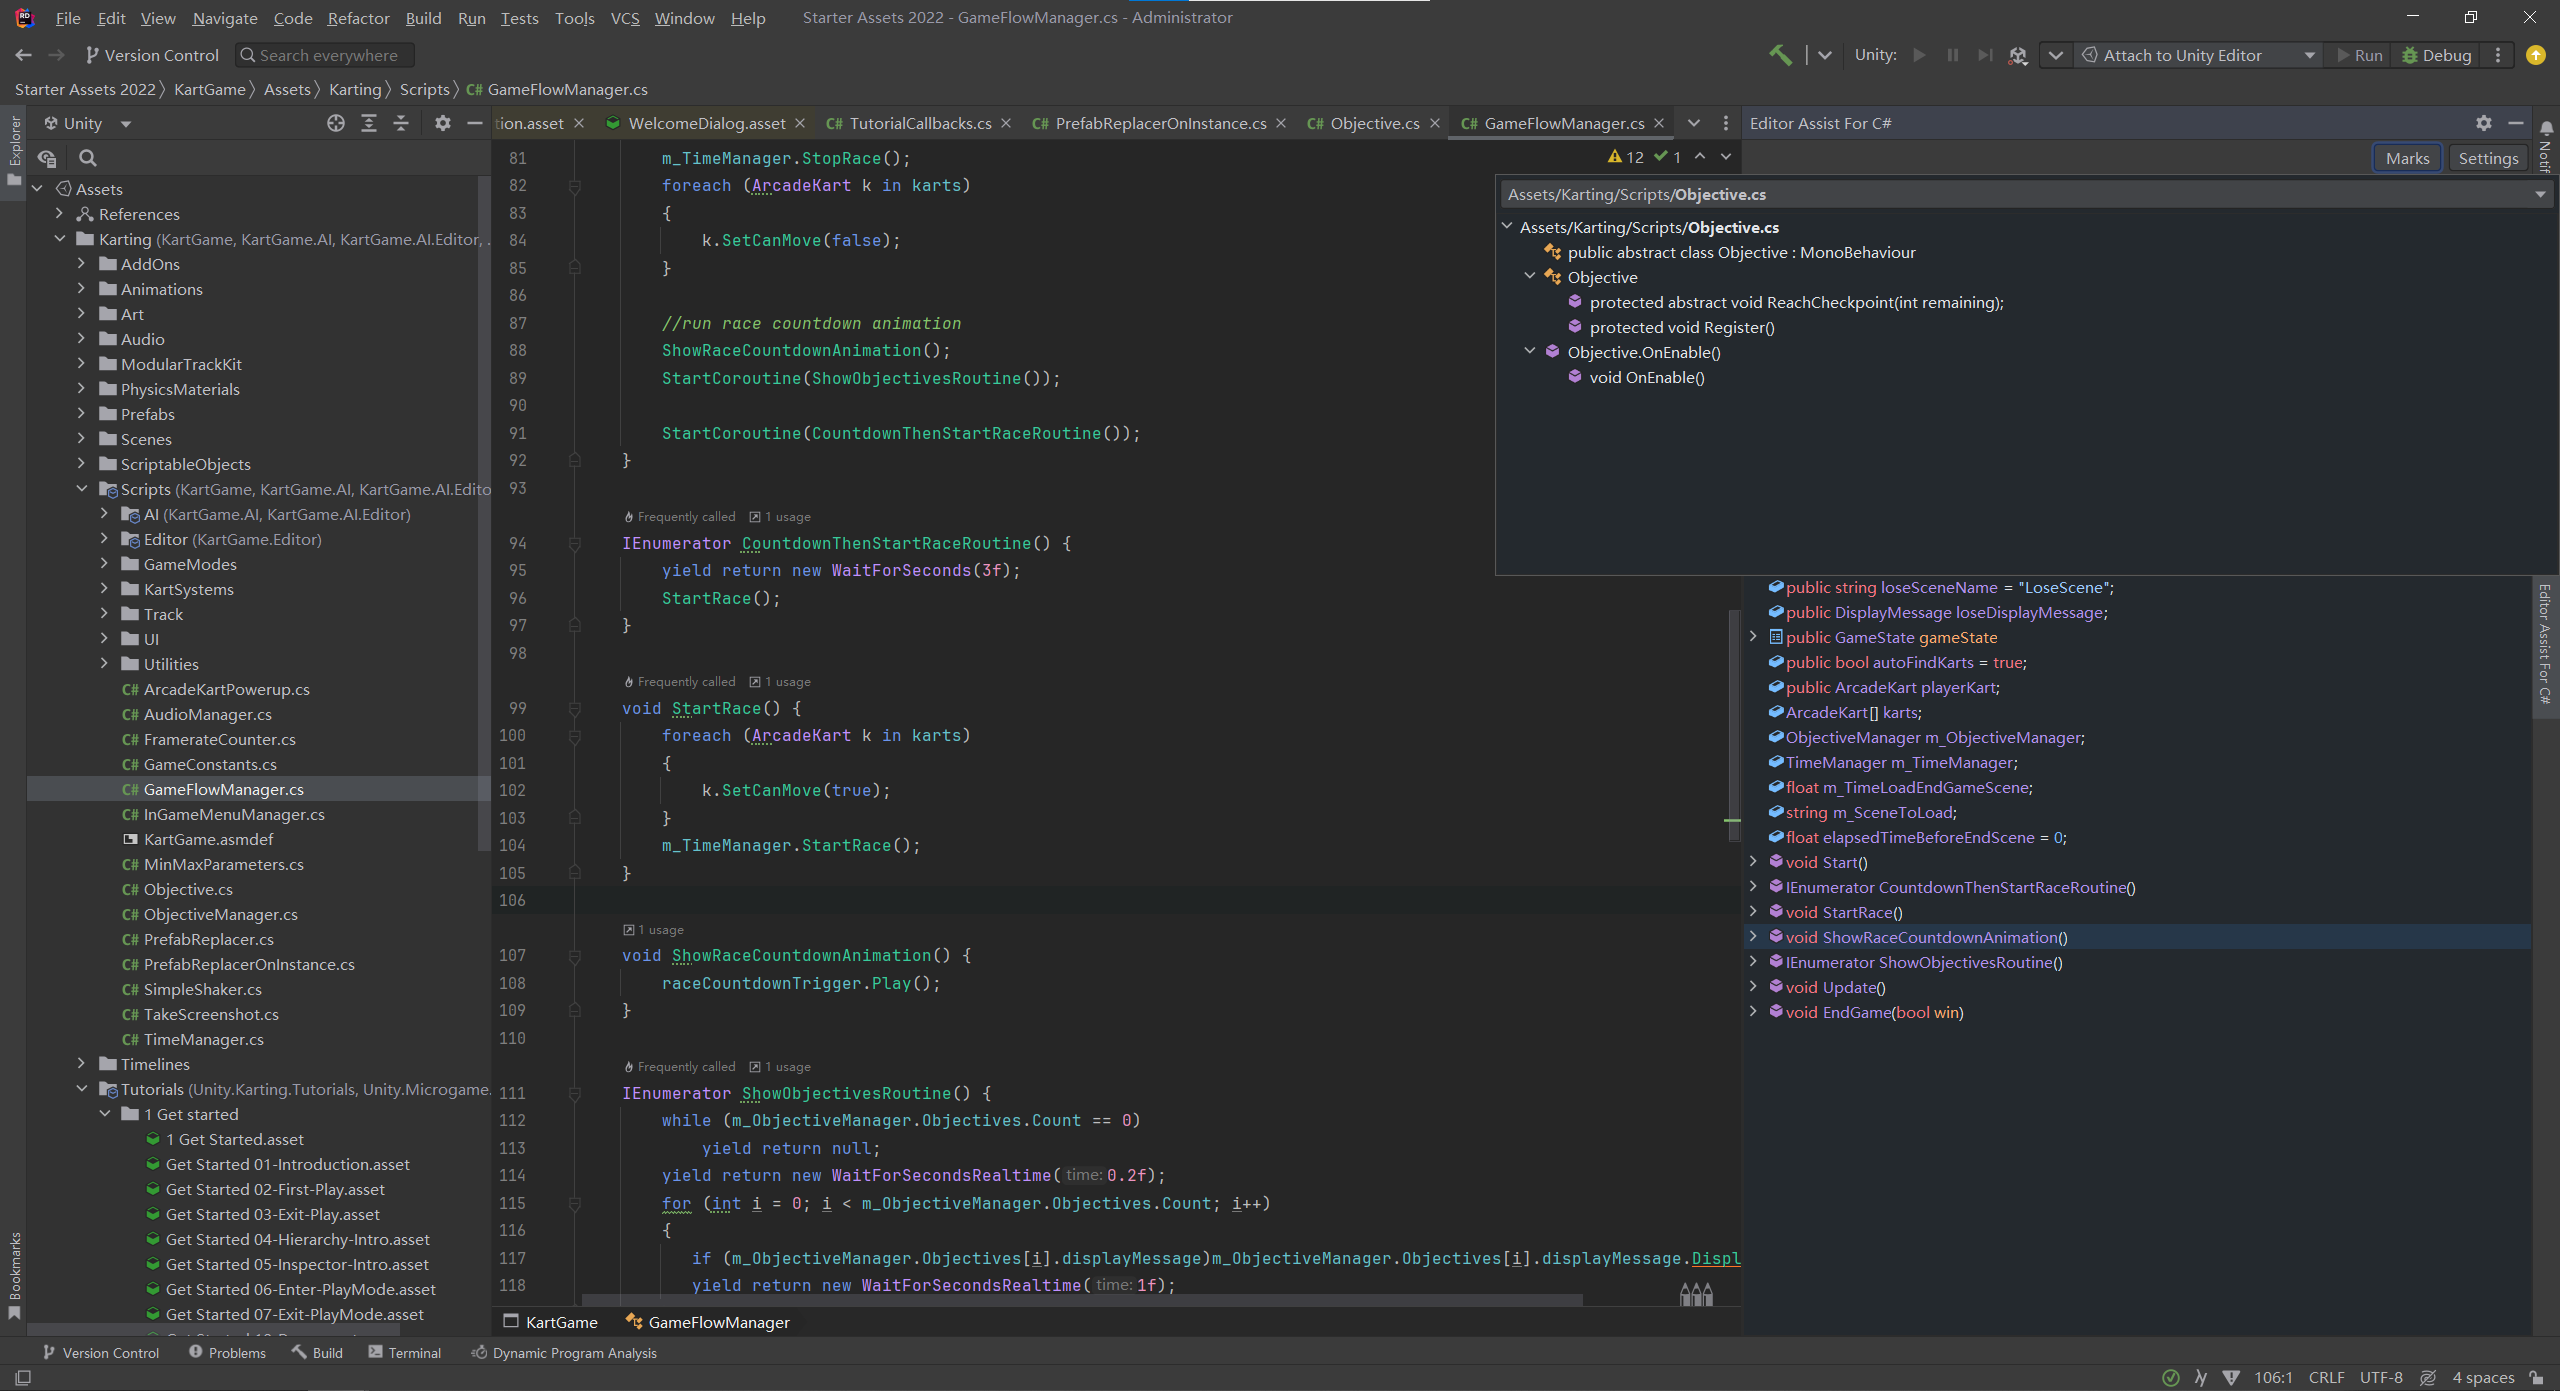 File Edit View Navigate Code Refactor Build Run Tests Tools VCS Window Help Starter Assets 2022 - GameFlowManager.cs - Administrator
Version Control Search everywhere Unity: Attach to Unity Editor Run Debug
Starter Assets 2022 KartGame Assets Karting Scripts C# GameFlowManager.cs
Explorer
Bookmarks
Unity
Assets
References
Karting (KartGame, KartGame.AI, KartGame.AI.Editor, .
AddOns
Animations
Art
Audio
ModularTrackKit
PhysicsMaterials
Prefabs
Scenes
ScriptableObjects
Scripts (KartGame, KartGame.AI, KartGame.AI.Edito
AI (KartGame.AI, KartGame.AI.Editor)
Editor (KartGame.Editor)
GameModes
KartSystems
Track
UI
Utilities
C# ArcadeKartPowerup.cs
C# AudioManager.cs
C# FramerateCounter.cs
C# GameConstants.cs
C# GameFlowManager.cs
C# InGameMenuManager.cs
KartGame.asmdef
C# MinMaxParameters.cs
C# Objective.cs
C# ObjectiveManager.cs
C# PrefabReplacer.cs
C# PrefabReplacerOnInstance.cs
C# SimpleShaker.cs
C# TakeScreenshot.cs
C# TimeManager.cs
Timelines
Tutorials (Unity.Karting.Tutorials, Unity.Microgame.
1 Get started
1 Get Started.asset
Get Started 01-Introduction.asset
Get Started 02-First-Play.asset
Get Started 03-Exit-Play.asset
Get Started 04-Hierarchy-Intro.asset
Get Started 05-Inspector-Intro.asset
Get Started 06-Enter-PlayMode.asset
Get Started 07-Exit-PlayMode.asset
tion.asset WelcomeDialog.asset C# TutorialCallbacks.cs C# PrefabReplacerOnInstance.cs C# Objective.cs C# GameFlowManager.cs
12 1
81 m_TimeManager.StopRace();
82 foreach (ArcadeKart k in karts)
83 {
84 k.SetCanMove(false);
85 }
86
87 //run race countdown animation
88 ShowRaceCountdownAnimation();
89 StartCoroutine(ShowObjectivesRoutine());
90
91 StartCoroutine(CountdownThenStartRaceRoutine());
92 }
93
Frequently called 1 usage
94 IEnumerator CountdownThenStartRaceRoutine() {
95 yield return new WaitForSeconds(3f);
96 StartRace();
97 }
98
Frequently called 1 usage
99 void StartRace() {
100 foreach (ArcadeKart k in karts)
101 {
102 k.SetCanMove(true);
103 }
104 m_TimeManager.StartRace();
105 }
106
1 usage
107 void ShowRaceCountdownAnimation() {
108 raceCountdownTrigger.Play();
109 }
110
Frequently called 1 usage
111 IEnumerator ShowObjectivesRoutine() {
112 while (m_ObjectiveManager.Objectives.Count == 0)
113 yield return null;
114 yield return new WaitForSecondsRealtime( time: 0.2f);
115 for (int i = 0; i < m_ObjectiveManager.Objectives.Count; i++)
116 {
117 if (m_ObjectiveManager.Objectives[i].displayMessage)m_ObjectiveManager.Objectives[i].displayMessage.Displ
118 yield return new WaitForSecondsRealtime( time: 1f);
KartGame GameFlowManager
Editor Assist For C#
Marks Settings
Assets/Karting/Scripts/Objective.cs
Assets/Karting/Scripts/Objective.cs
public abstract class Objective : MonoBehaviour
Objective
protected abstract void ReachCheckpoint(int remaining);
protected void Register()
Objective.OnEnable()
void OnEnable()
public string loseSceneName = "LoseScene";
public DisplayMessage loseDisplayMessage;
public GameState gameState
public bool autoFindKarts = true;
public ArcadeKart playerKart;
ArcadeKart[] karts;
ObjectiveManager m_ObjectiveManager;
TimeManager m_TimeManager;
float m_TimeLoadEndGameScene;
string m_SceneToLoad;
float elapsedTimeBeforeEndScene = 0;
void Start()
IEnumerator CountdownThenStartRaceRoutine()
void StartRace()
void ShowRaceCountdownAnimation()
IEnumerator ShowObjectivesRoutine()
void Update()
void EndGame(bool win)
Notif
Editor Assist For C#
Version Control Problems Build Terminal Dynamic Program Analysis
106:1 CRLF UTF-8 4 spaces